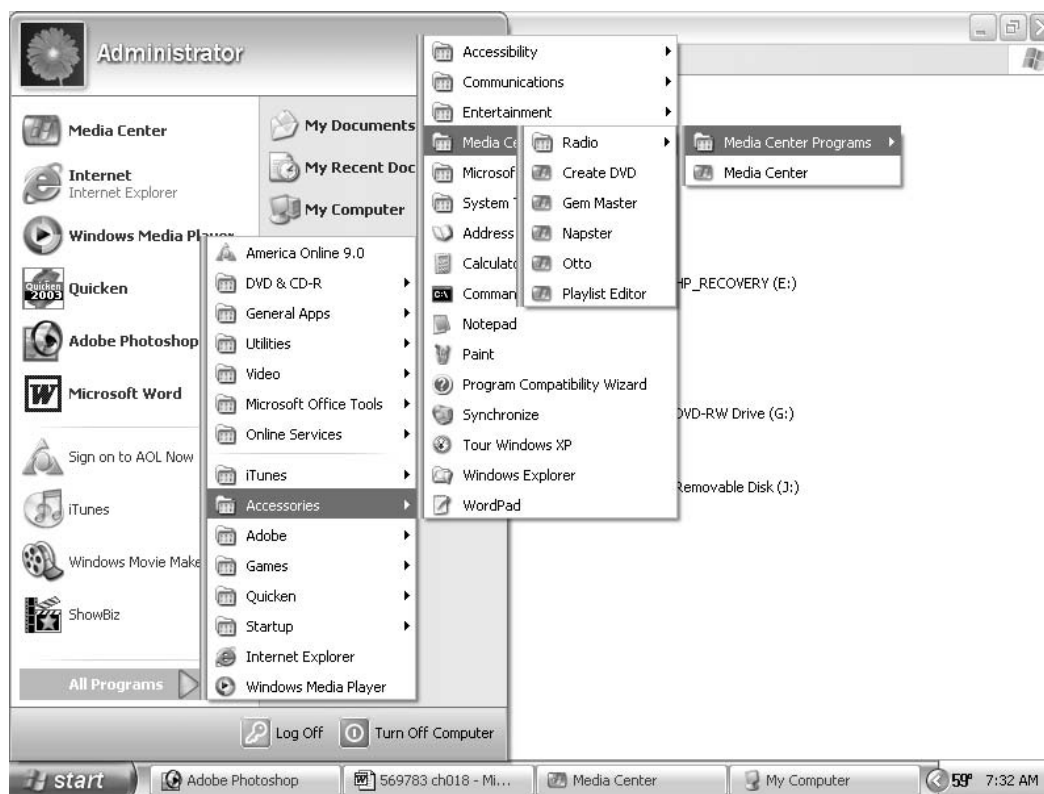 Administrator
Media Center
Internet
Internet Explorer
Windows Media Player
Quicken
2003
Quicken
Adobe Photoshop
W
Microsoft Word
Sign on to AOL Now
iTunes
Windows Movie Make
ShowBiz
All Programs
My Documents
My Recent Doc
My Computer
America Online 9.0
DVD & CD-R
General Apps
Utilities
Video
Microsoft Office Tools
Online Services
iTunes
Accessories
Adobe
Games
Quicken
Startup
Internet Explorer
Windows Media Player
Accessibility
Communications
Entertainment
Media Ce
Microsof
System T
Address
Calculato
C:\
Comman
Notepad
Paint
Program Compatibility Wizard
Synchronize
Tour Windows XP
Windows Explorer
WordPad
Radio
Create DVD
Gem Master
Napster
Otto
Playlist Editor
Media Center Programs
Media Center
HP_RECOVERY (E:)
DVD-RW Drive (G:)
Removable Disk (J:)
Log Off
Turn Off Computer
start
Adobe Photoshop
569783 ch018 - Mi...
Media Center
My Computer
59° 7:32 AM